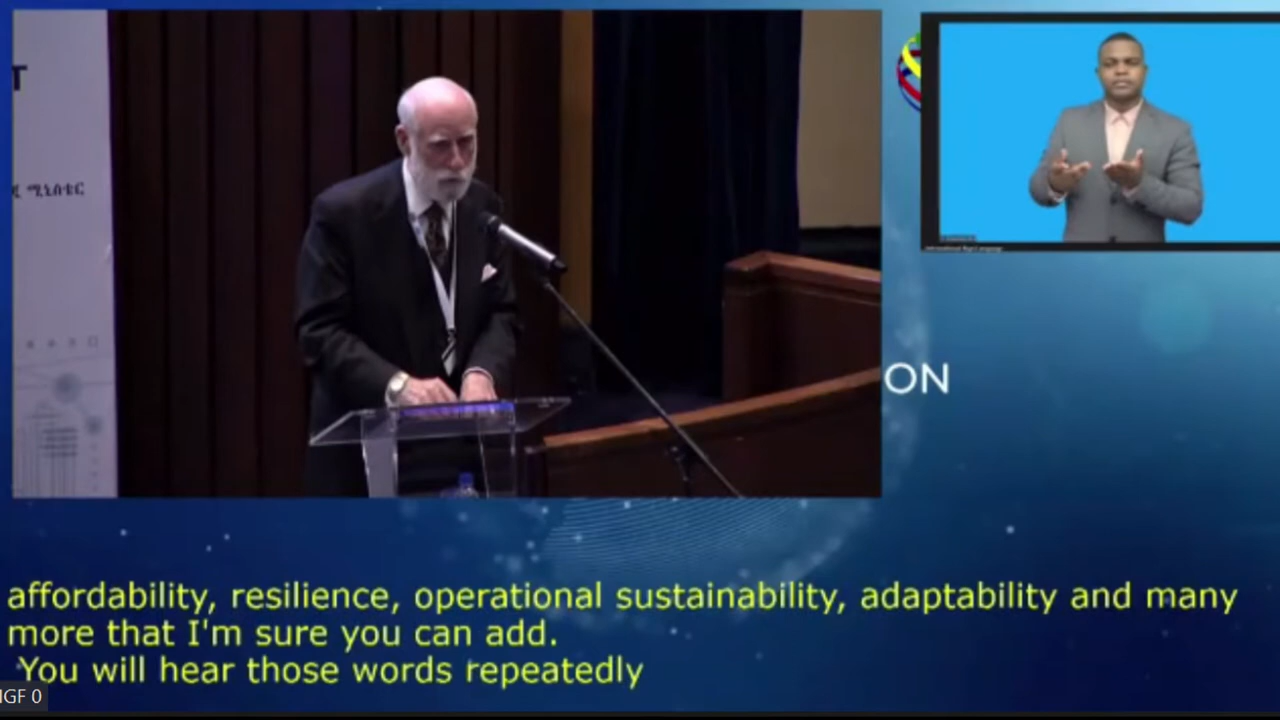 T
ሚኒስቴር
ON
affordability, resilience, operational sustainability, adaptability and many
more that I'm sure you can add.
You will hear those words repeatedly
IGF 0